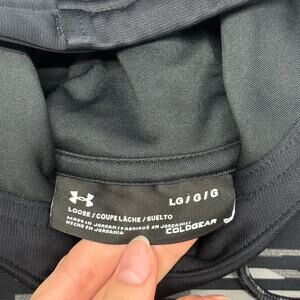 LG / G / G
LOOSE / COUPE LÂCHE / SUELTO
MADE IN JORDAN / FABRIQUÉ EN JORDANIE
HECHO EN JORDANIA
COLDGEAR